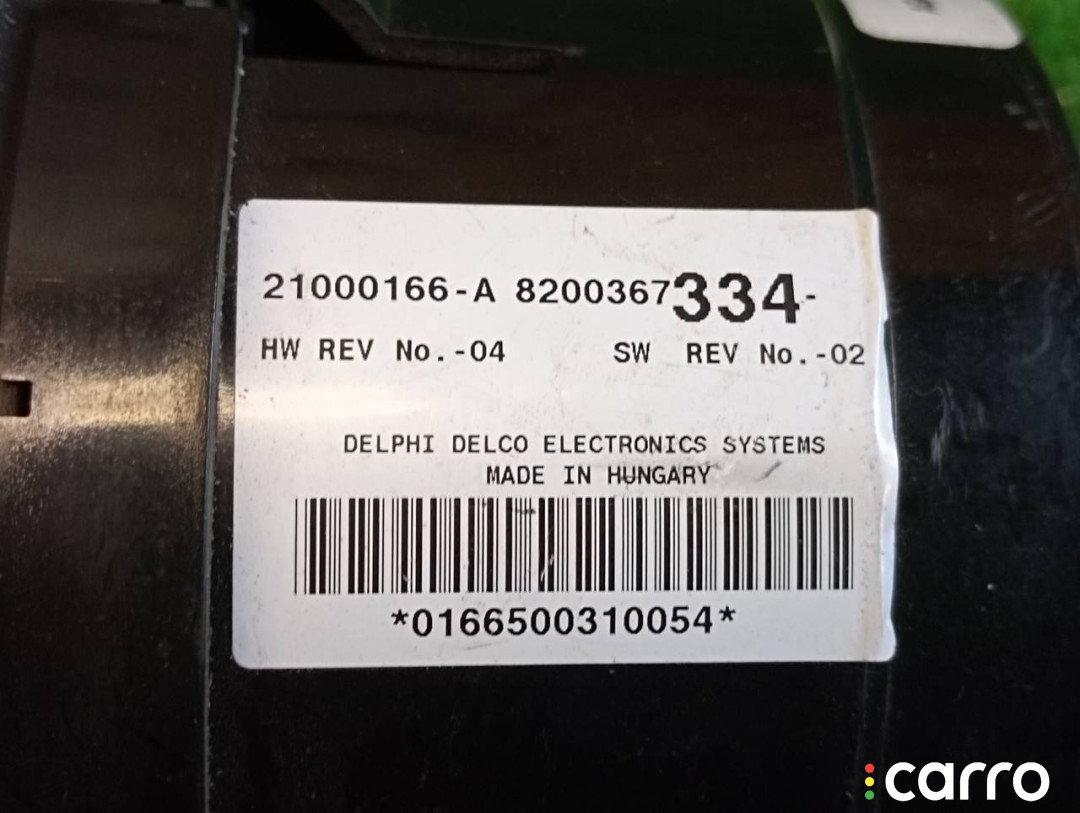 21000166-A 8200367334-
HW REV No.-04 SW REV No.-02
DELPHI DELCO ELECTRONICS SYSTEMS
MADE IN HUNGARY
*0166500310054*
carro